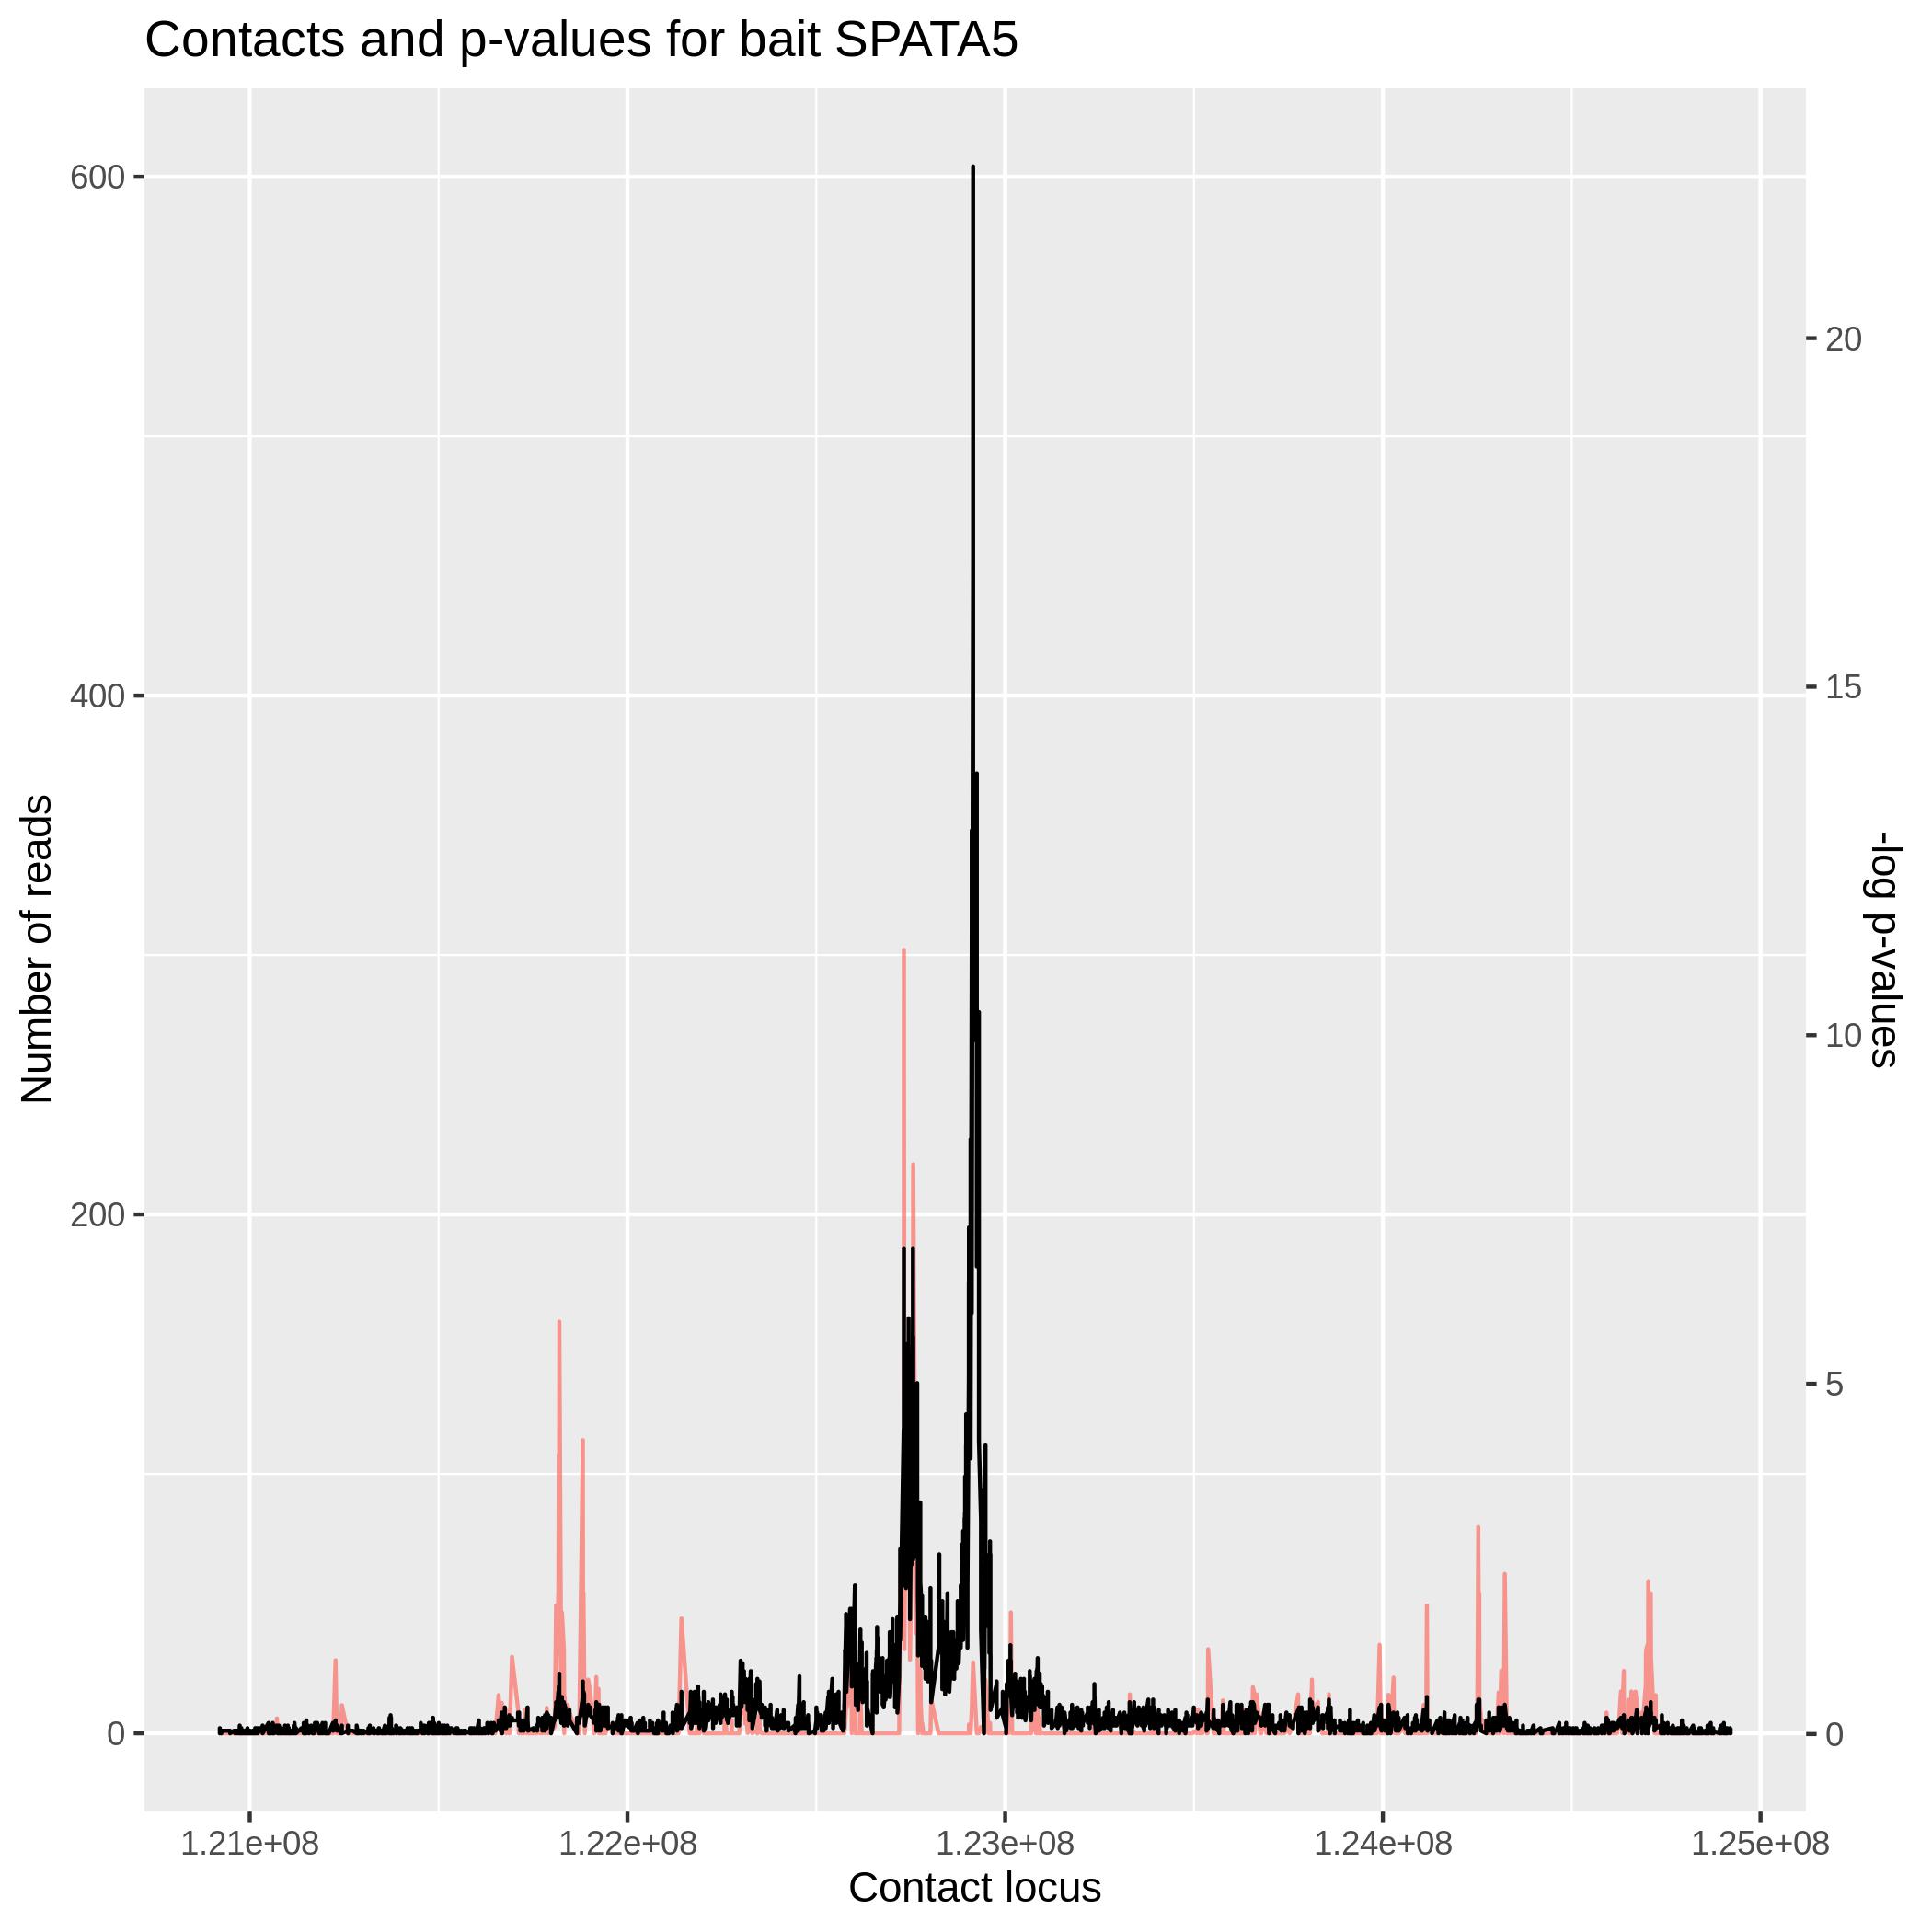 Contacts and p-values for bait SPATA5
600
400
200
0
Number of reads
20
15
10
5
0
-log p-values
1.21e+08 1.22e+08 1.23e+08 1.24e+08 1.25e+08
Contact locus